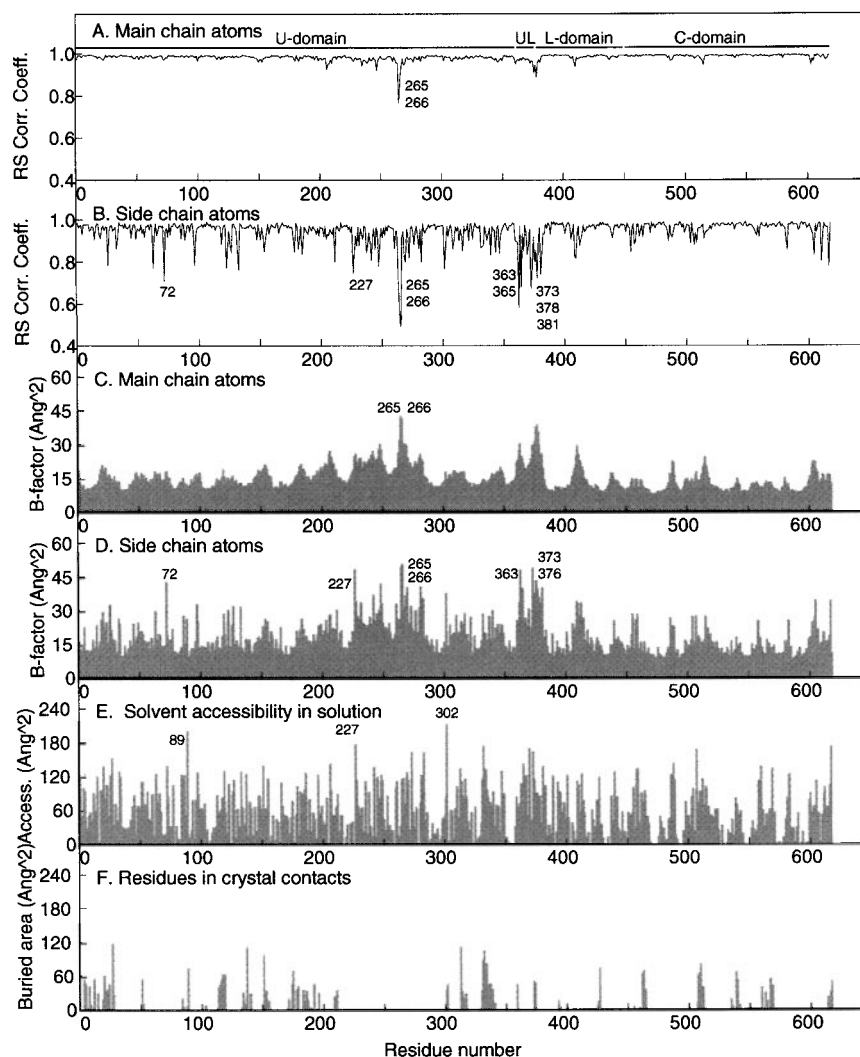 A. Main chain atoms
U-domain UL L-domain C-domain
RS Corr. Coeff.
1.0
0.8
0.6
0.4
265
266
0 100 200 300 400 500 600
B. Side chain atoms
RS Corr. Coeff.
1.0
0.8
0.6
0.4
72
227
265
266
363
365
373
378
381
0 100 200 300 400 500 600
C. Main chain atoms
B-factor (Ang^2)
60
45
30
15
0
265 266
0 100 200 300 400 500 600
D. Side chain atoms
B-factor (Ang^2)
60
45
30
15
0
72
227
265
266
363
373
376
0 100 200 300 400 500 600
E. Solvent accessibility in solution
Access. (Ang^2)
240
180
120
60
0
89
227
302
0 100 200 300 400 500 600
F. Residues in crystal contacts
Buried area (Ang^2)
240
180
120
60
0
0 100 200 300 400 500 600
Residue number